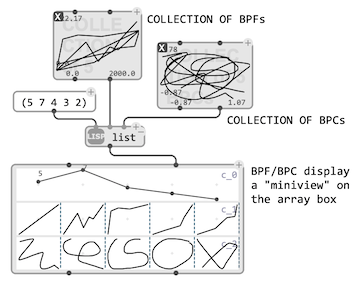 COLLECTION OF BPFs
X 2.17
COLLE
0.0 2000.0
X 78
COLLEC
-0.87
-0.87 1.07
(5 7 4 3 2)
COLLECTION OF BPCs
LISP list
BPF/BPC display
a "miniview" on
the array box
5 7 c_0
c_1